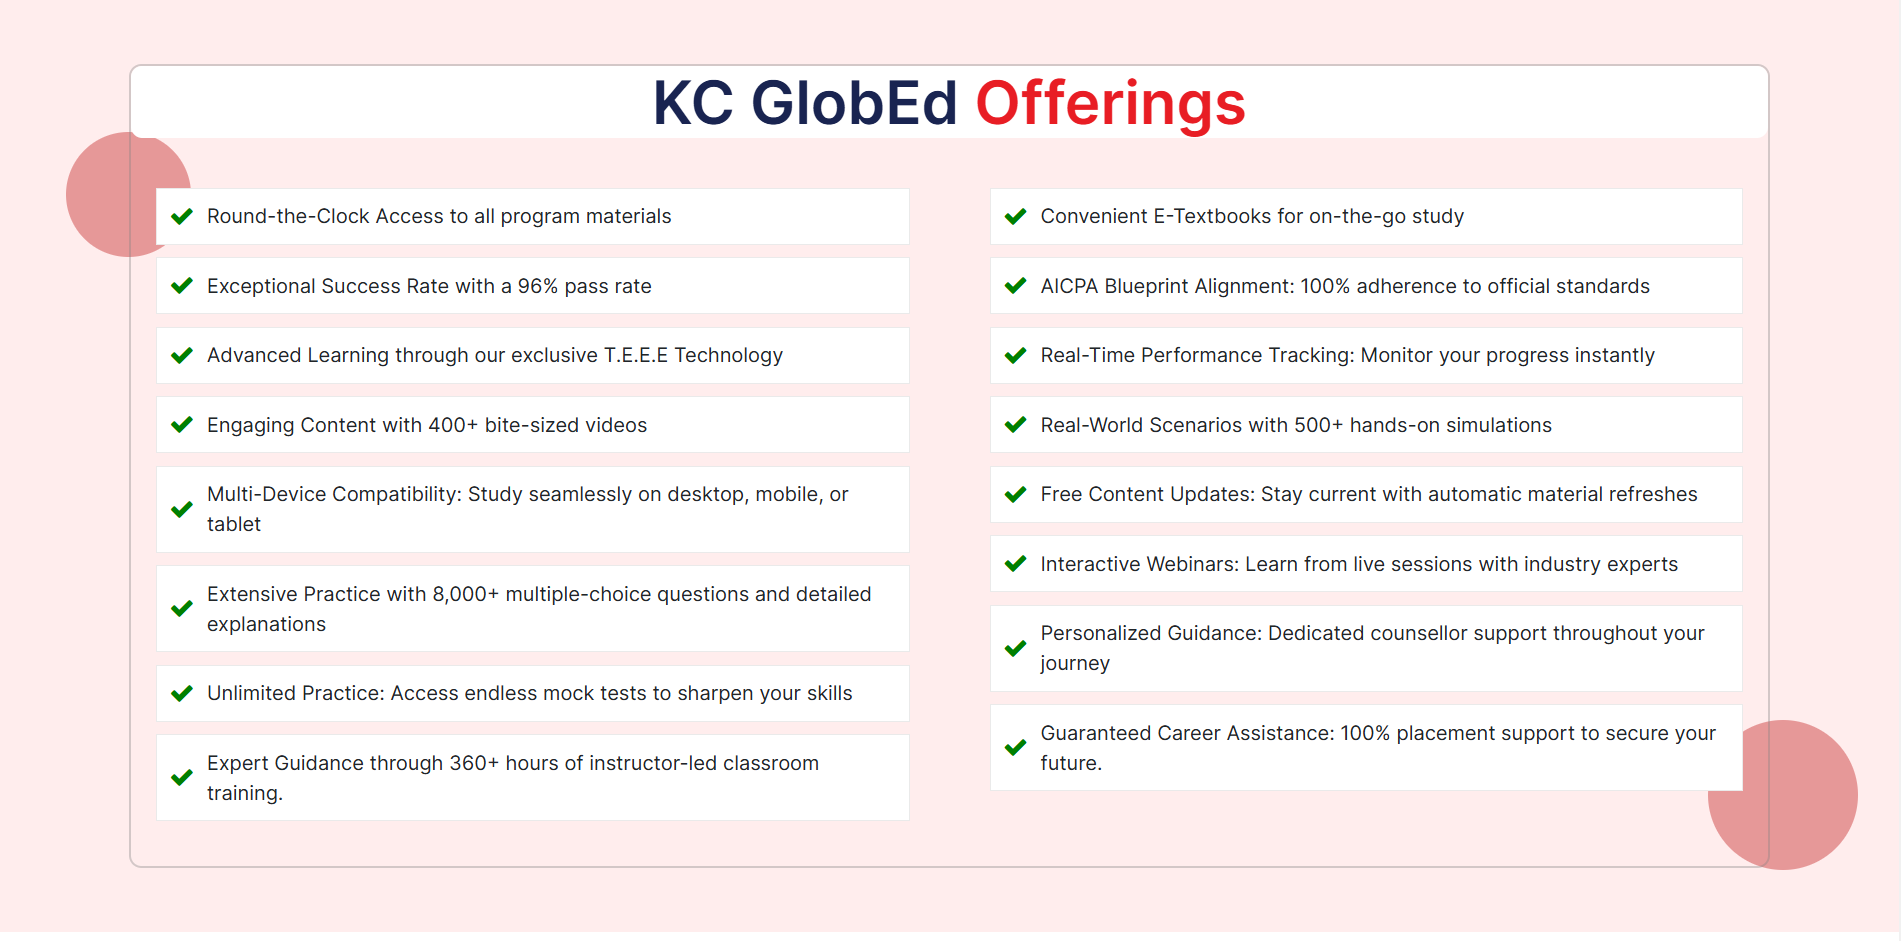 KC GlobEd Offerings
Round-the-Clock Access to all program materials
Exceptional Success Rate with a 96% pass rate
Advanced Learning through our exclusive T.E.E.E Technology
Engaging Content with 400+ bite-sized videos
Multi-Device Compatibility: Study seamlessly on desktop, mobile, or
tablet
Extensive Practice with 8,000+ multiple-choice questions and detailed
explanations
Unlimited Practice: Access endless mock tests to sharpen your skills
Expert Guidance through 360+ hours of instructor-led classroom
training.
Convenient E-Textbooks for on-the-go study
AICPA Blueprint Alignment: 100% adherence to official standards
Real-Time Performance Tracking: Monitor your progress instantly
Real-World Scenarios with 500+ hands-on simulations
Free Content Updates: Stay current with automatic material refreshes
Interactive Webinars: Learn from live sessions with industry experts
Personalized Guidance: Dedicated counsellor support throughout your
journey
Guaranteed Career Assistance: 100% placement support to secure your
future.